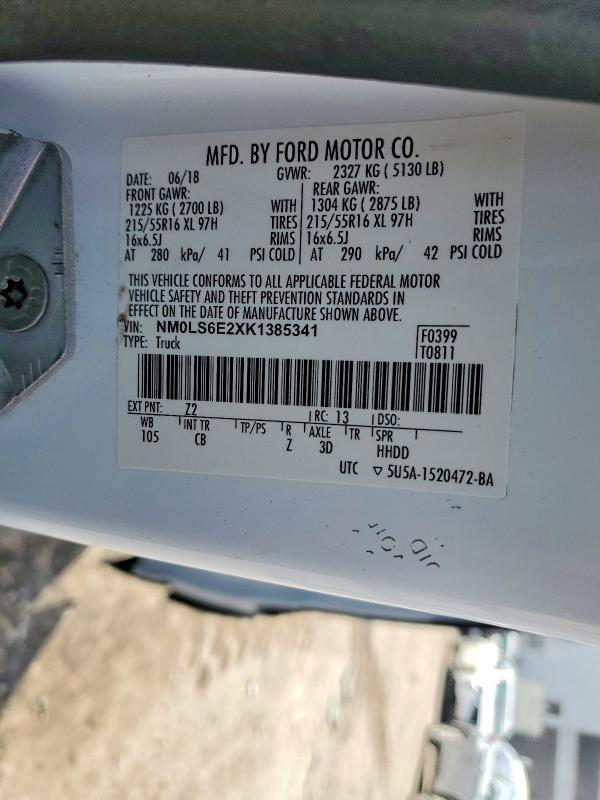 MFD. BY FORD MOTOR CO.
DATE: 06/18 GVWR: 2327 KG ( 5130 LB)
FRONT GAWR: REAR GAWR:
1225 KG ( 2700 LB) WITH 1304 KG ( 2875 LB) WITH
215/55R16 XL 97H TIRES 215/55R16 XL 97H TIRES
16x6.5J RIMS 16x6.5J RIMS
AT 280 kPa/ 41 PSI COLD AT 290 kPa/ 42 PSI COLD
THIS VEHICLE CONFORMS TO ALL APPLICABLE FEDERAL MOTOR
VEHICLE SAFETY AND THEFT PREVENTION STANDARDS IN
EFFECT ON THE DATE OF MANUFACTURE SHOWN ABOVE.
VIN: NM0LS6E2XK1385341 F0399
TYPE: Truck T0811
EXT PNT: Z2 RC: 13 DSO:
WB INT TR TP/PS R AXLE TR SPR
105 CB Z 3D HHDD
UTC ▽ 5U5A-1520472-BA